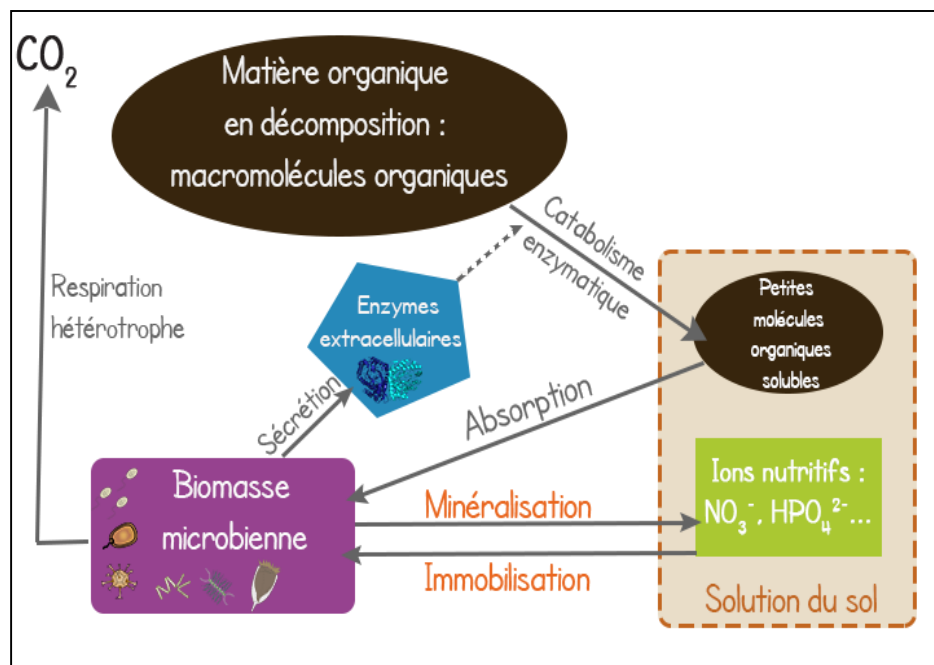 CO₂
Matière organique
en décomposition :
macromolécules organiques
Catabolisme
enzymatique
Respiration
hétérotrophe
Enzymes
extracellulaires
Petites
molécules
organiques
solubles
Sécrétion
Absorption
Biomasse
microbienne
Minéralisation
Immobilisation
Ions nutritifs :
NO₃⁻, HPO₄²⁻...
Solution du sol